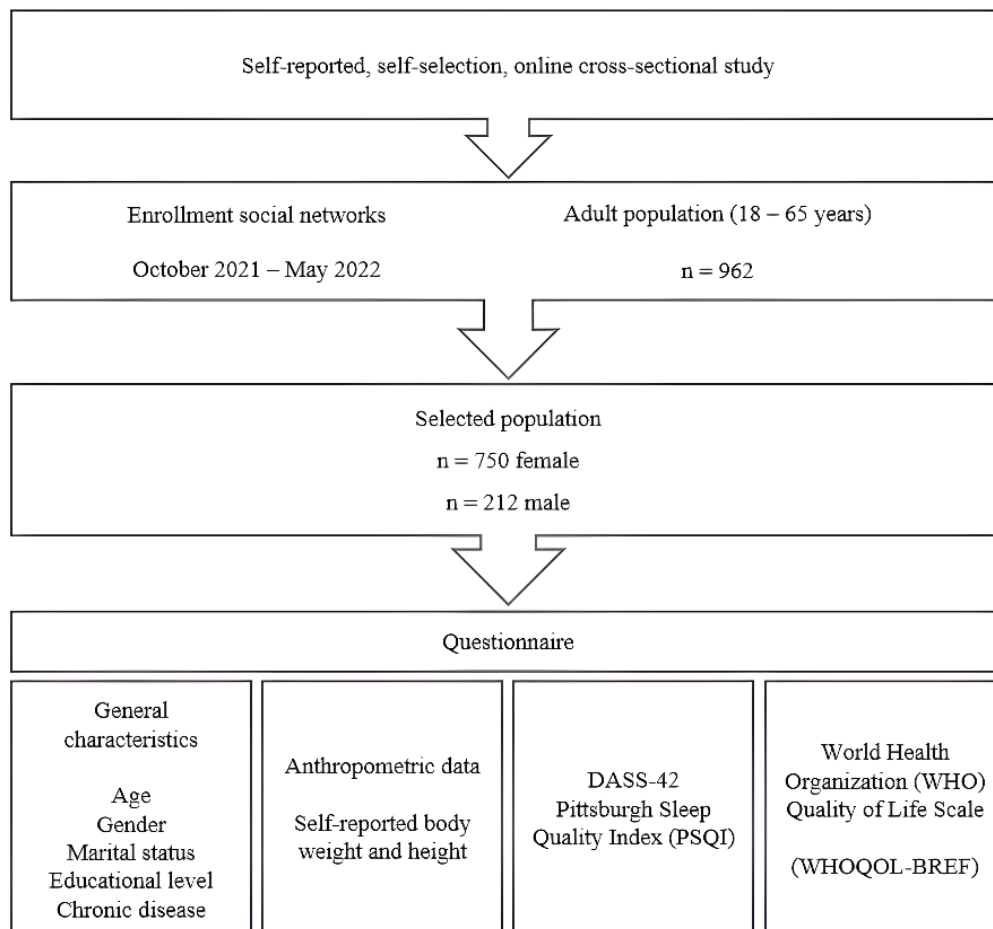 Self-reported, self-selection, online cross-sectional study
Enrollment social networks
October 2021 – May 2022
Adult population (18 – 65 years)
n = 962
Selected population
n = 750 female
n = 212 male
Questionnaire
General
characteristics
Age
Gender
Marital status
Educational level
Chronic disease
Anthropometric data
Self-reported body
weight and height
DASS-42
Pittsburgh Sleep
Quality Index (PSQI)
World Health
Organization (WHO)
Quality of Life Scale
(WHOQOL-BREF)